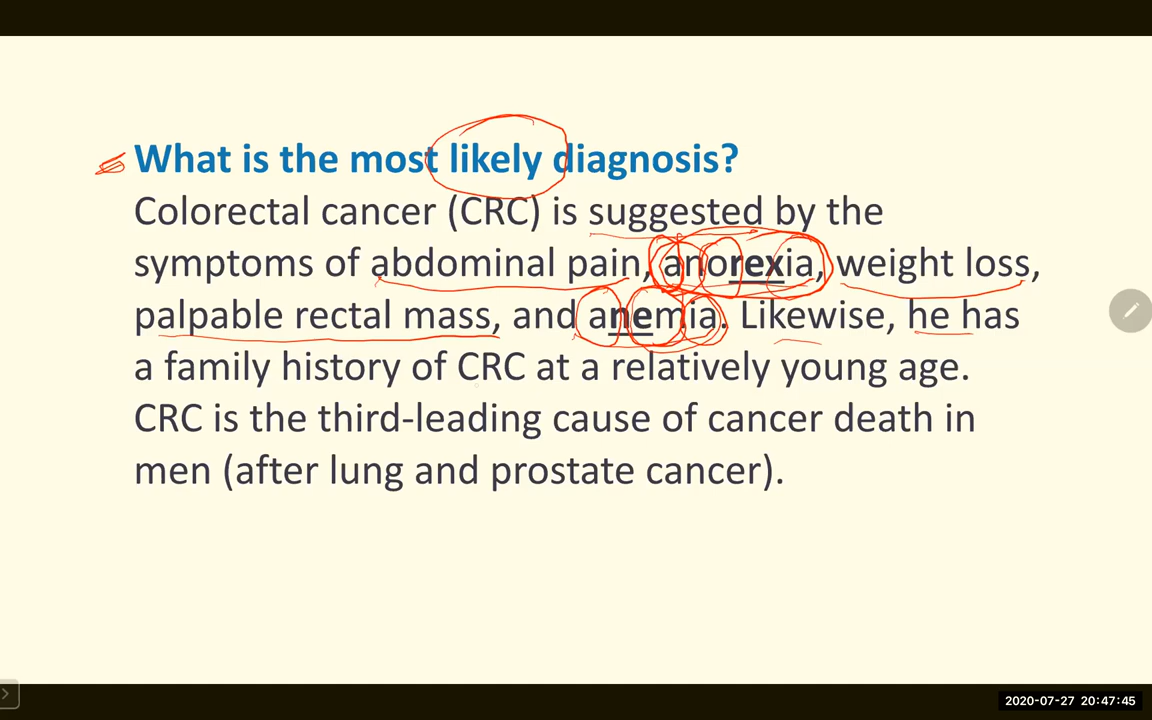 What is the most likely diagnosis?
Colorectal cancer (CRC) is suggested by the
symptoms of abdominal pain, anorexia, weight loss,
palpable rectal mass, and anemia. Likewise, he has
a family history of CRC at a relatively young age.
CRC is the third-leading cause of cancer death in
men (after lung and prostate cancer).
2020-07-27 20:47:45